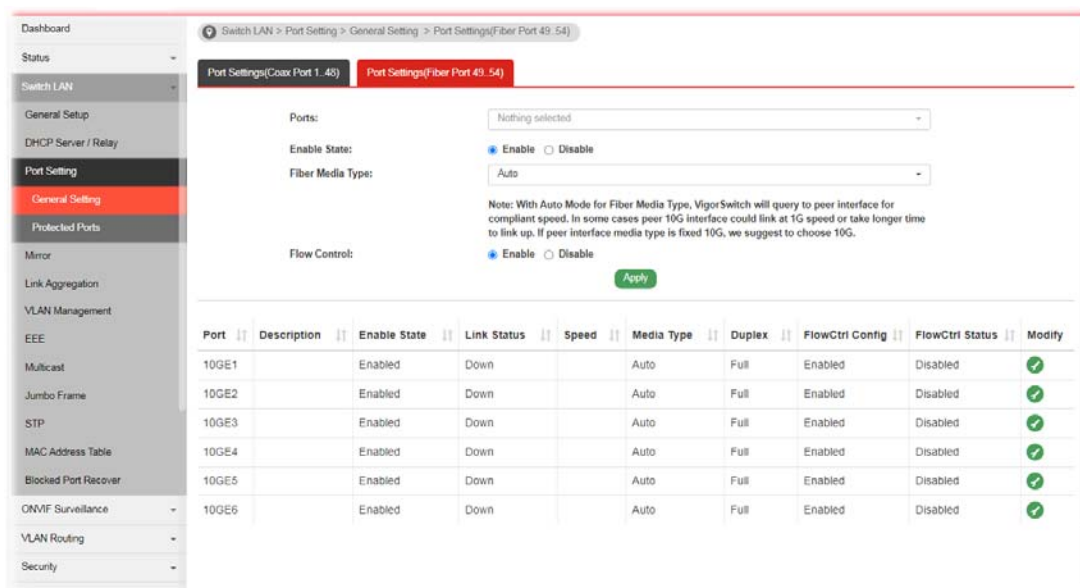 Dashboard
Status
Switch LAN
General Setup
DHCP Server / Relay
Port Setting
General Setting
Protected Ports
Mirror
Link Aggregation
VLAN Management
EEE
Multicast
Jumbo Frame
STP
MAC Address Table
Blocked Port Recover
ONVIF Surveillance
VLAN Routing
Security
Switch LAN > Port Setting > General Setting > Port Settings(Fiber Port 49..54)
Port Settings(Coax Port 1..48) Port Settings(Fiber Port 49..54)
Ports: Nothing selected
Enable State: Enable Disable
Fiber Media Type: Auto
Note: With Auto Mode for Fiber Media Type, VigorSwitch will query to peer interface for
compliant speed. In some cases peer 10G interface could link at 1G speed or take longer time
to link up. If peer interface media type is fixed 10G, we suggest to choose 10G.
Flow Control: Enable Disable
Apply
Port Description Enable State Link Status Speed Media Type Duplex FlowCtrl Config FlowCtrl Status Modify
10GE1 Enabled Down Auto Full Enabled Disabled
10GE2 Enabled Down Auto Full Enabled Disabled
10GE3 Enabled Down Auto Full Enabled Disabled
10GE4 Enabled Down Auto Full Enabled Disabled
10GE5 Enabled Down Auto Full Enabled Disabled
10GE6 Enabled Down Auto Full Enabled Disabled